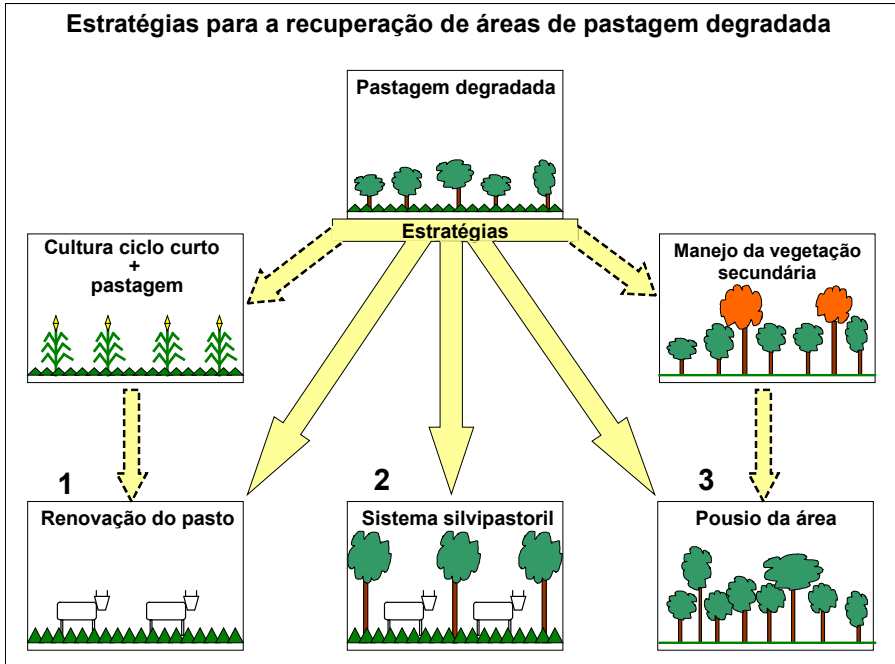 Estratégias para a recuperação de áreas de pastagem degradada
Pastagem degradada
Estratégias
Cultura ciclo curto
+
pastagem
Manejo da vegetação
secundária
1
Renovação do pasto
2
Sistema silvipastoril
3
Pousio da área